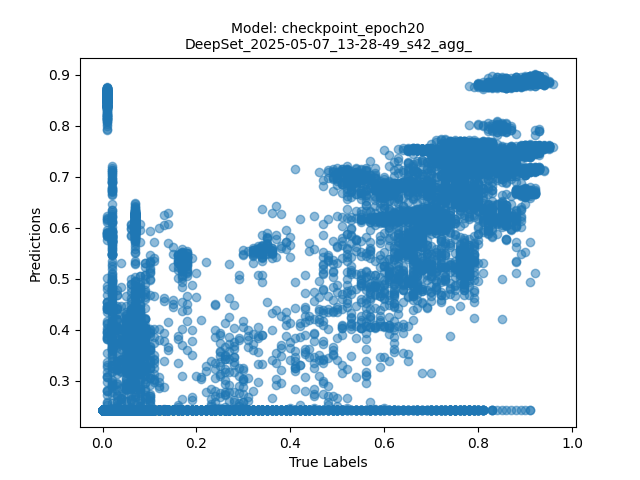 Model: checkpoint_epoch20
DeepSet_2025-05-07_13-28-49_s42_agg_
0.9
0.8
0.7
0.6
0.5
0.4
0.3
Predictions
0.0 0.2 0.4 0.6 0.8 1.0
True Labels